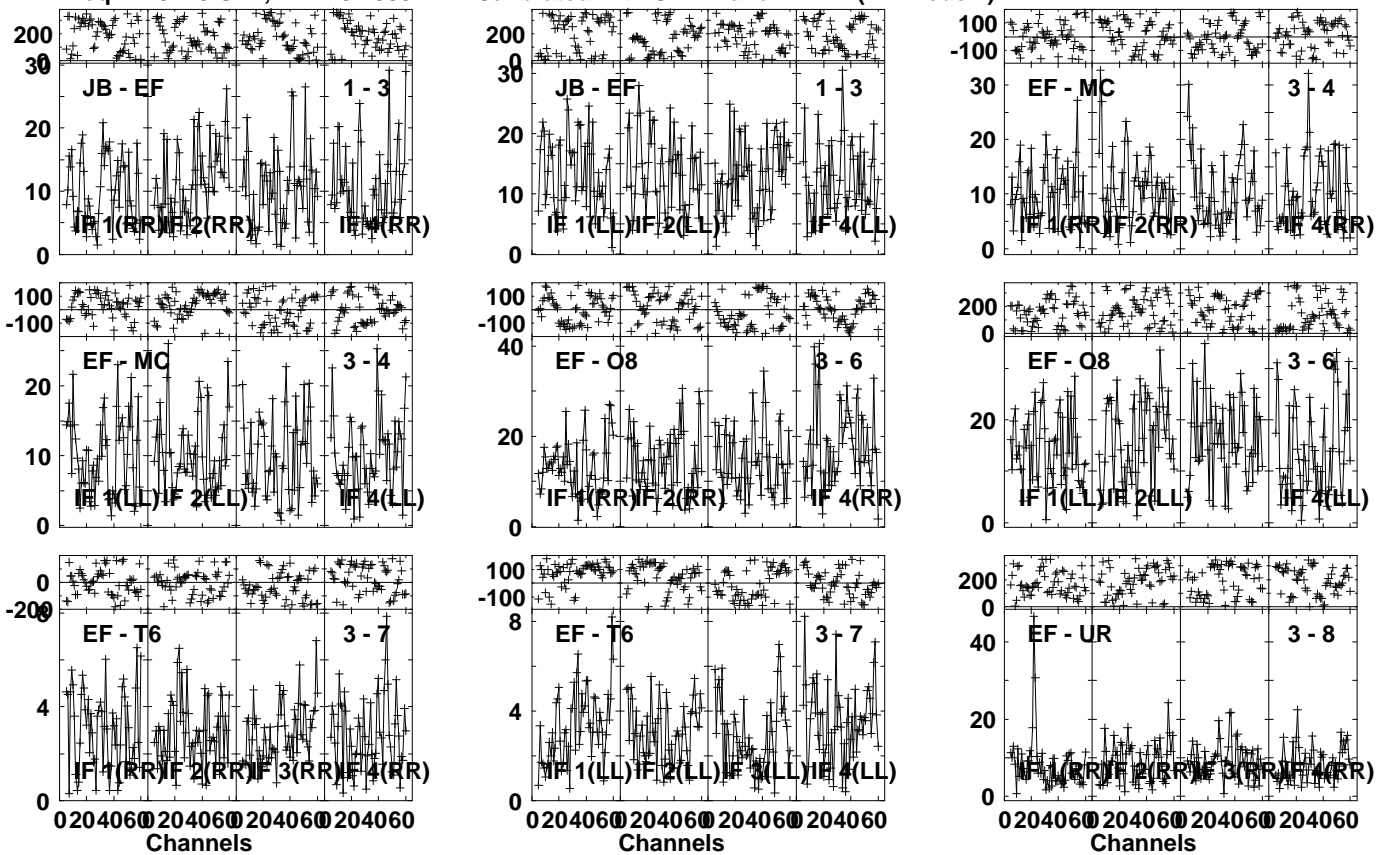 200
0
30
20
10
0
JB - EF
1 - 3
IF 1(RR)
IF 2(RR)
IF 4(RR)
200
0
30
20
10
0
JB - EF
1 - 3
IF 1(LL)
IF 2(LL)
IF 4(LL)
100
-100
30
20
10
0
EF - MC
3 - 4
IF 1(RR)
IF 2(RR)
IF 4(RR)
100
-100
20
10
0
EF - MC
3 - 4
IF 1(LL)
IF 2(LL)
IF 4(LL)
100
-100
40
20
0
EF - O8
3 - 6
IF 1(RR)
IF 2(RR)
IF 4(RR)
200
0
20
0
EF - O8
3 - 6
IF 1(LL)
IF 2(LL)
IF 4(LL)
0
-200
8
4
0
EF - T6
3 - 7
IF 1(RR)
IF 2(RR)
IF 3(RR)
IF 4(RR)
0 20 40 60 0 20 40 60 0 20 40 60 0 20 40 60
Channels
100
-100
8
4
0
EF - T6
3 - 7
IF 1(LL)
IF 2(LL)
IF 3(LL)
IF 4(LL)
0 20 40 60 0 20 40 60 0 20 40 60 0 20 40 60
Channels
200
0
40
20
0
EF - UR
3 - 8
IF 1(RR)
IF 2(RR)
IF 3(RR)
IF 4(RR)
0 20 40 60 0 20 40 60 0 20 40 60 0 20 40 60
Channels